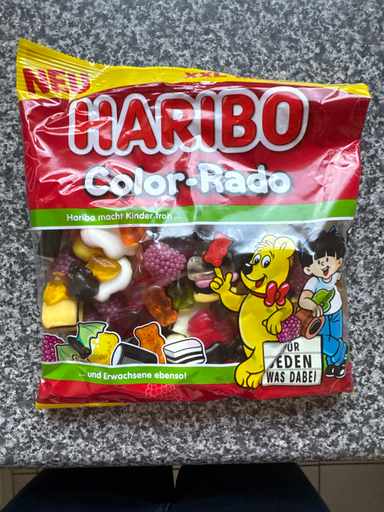 NEU
XXL
HARIBO
Color-Rado
Haribo macht Kinder froh ...
FÜR
JEDEN
WAS DABEI
... und Erwachsene ebenso!